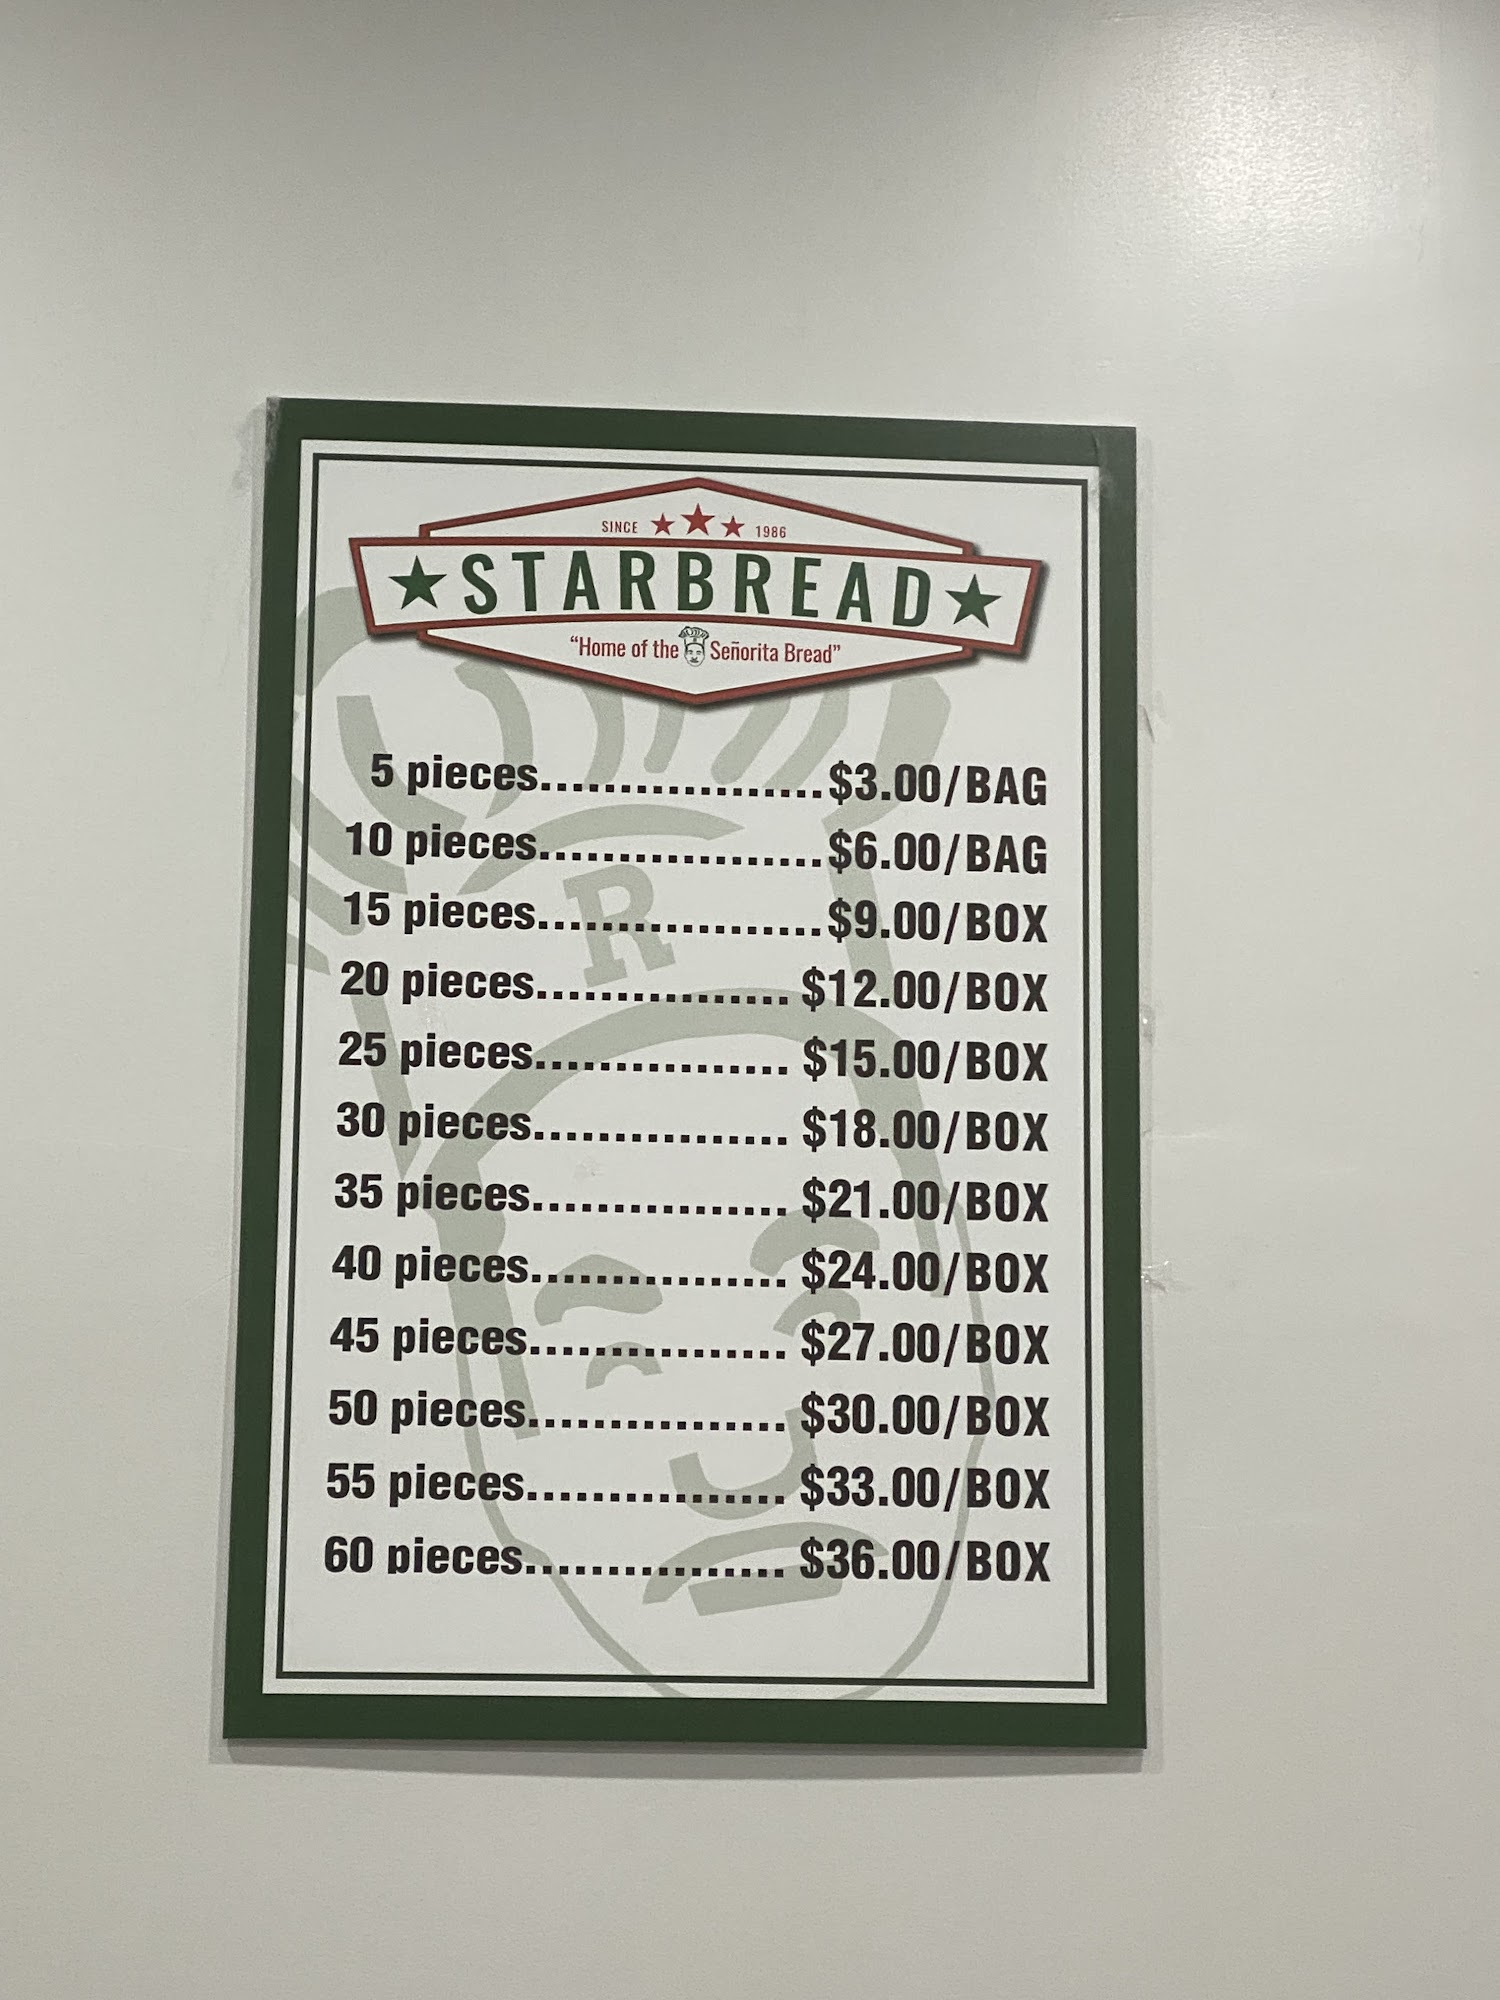 SINCE ★ ★ ★ 1986
★ STARBREAD ★
“Home of the Señorita Bread”
5 pieces..................$3.00/BAG
10 pieces..................$6.00/BAG
R
15 pieces..................$9.00/BOX
20 pieces................ $12.00/BOX
25 pieces................ $15.00/BOX
30 pieces................ $18.00/BOX
35 pieces................ $21.00/BOX
40 pieces................ $24.00/BOX
45 pieces................ $27.00/BOX
50 pieces................ $30.00/BOX
55 pieces................ $33.00/BOX
60 pieces................ $36.00/BOX